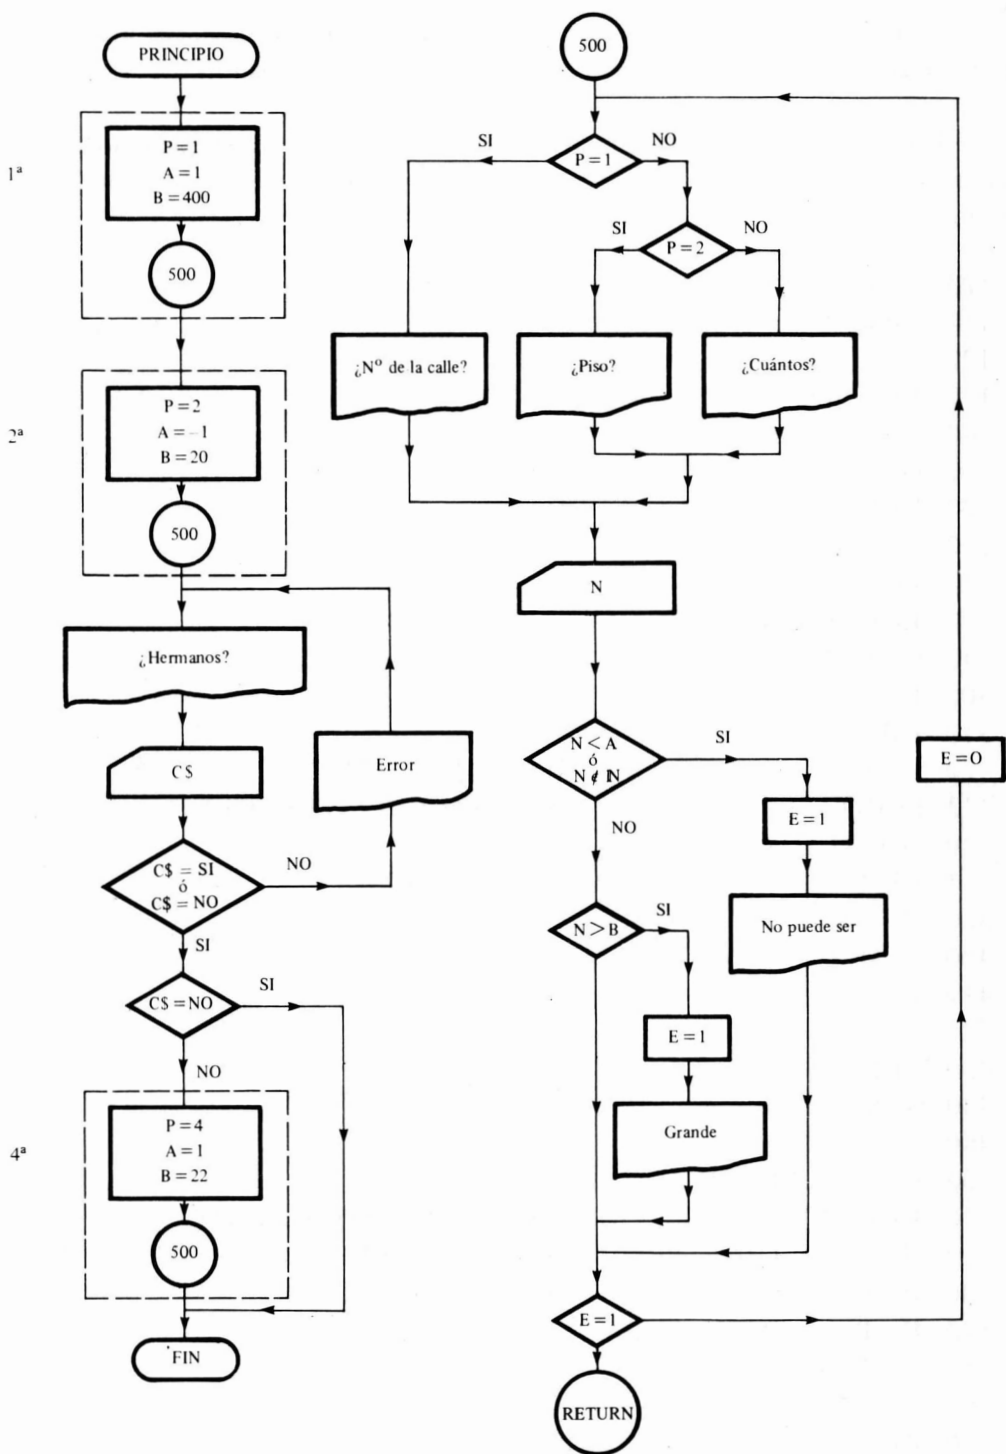 PRINCIPIO
1ª
P = 1
A = 1
B = 400
500
2ª
P = 2
A = -1
B = 20
500
¿Hermanos?
C$
Error
C$ = SI
ó
C$ = NO
NO
SI
C$ = NO
SI
NO
4ª
P = 4
A = 1
B = 22
500
FIN
500
P = 1
SI
NO
P = 2
SI
NO
¿Nº de la calle?
¿Piso?
¿Cuántos?
N
N < A
ó
N ∉ ℕ
SI
NO
E = 1
No puede ser
N > B
SI
E = 1
Grande
E = 1
E = O
RETURN